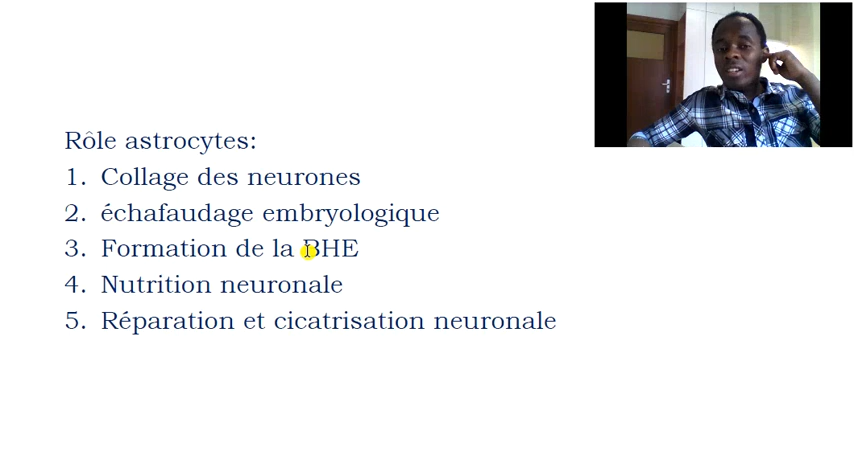 Rôle astrocytes:
1. Collage des neurones
2. échafaudage embryologique
3. Formation de la BHE
4. Nutrition neuronale
5. Réparation et cicatrisation neuronale